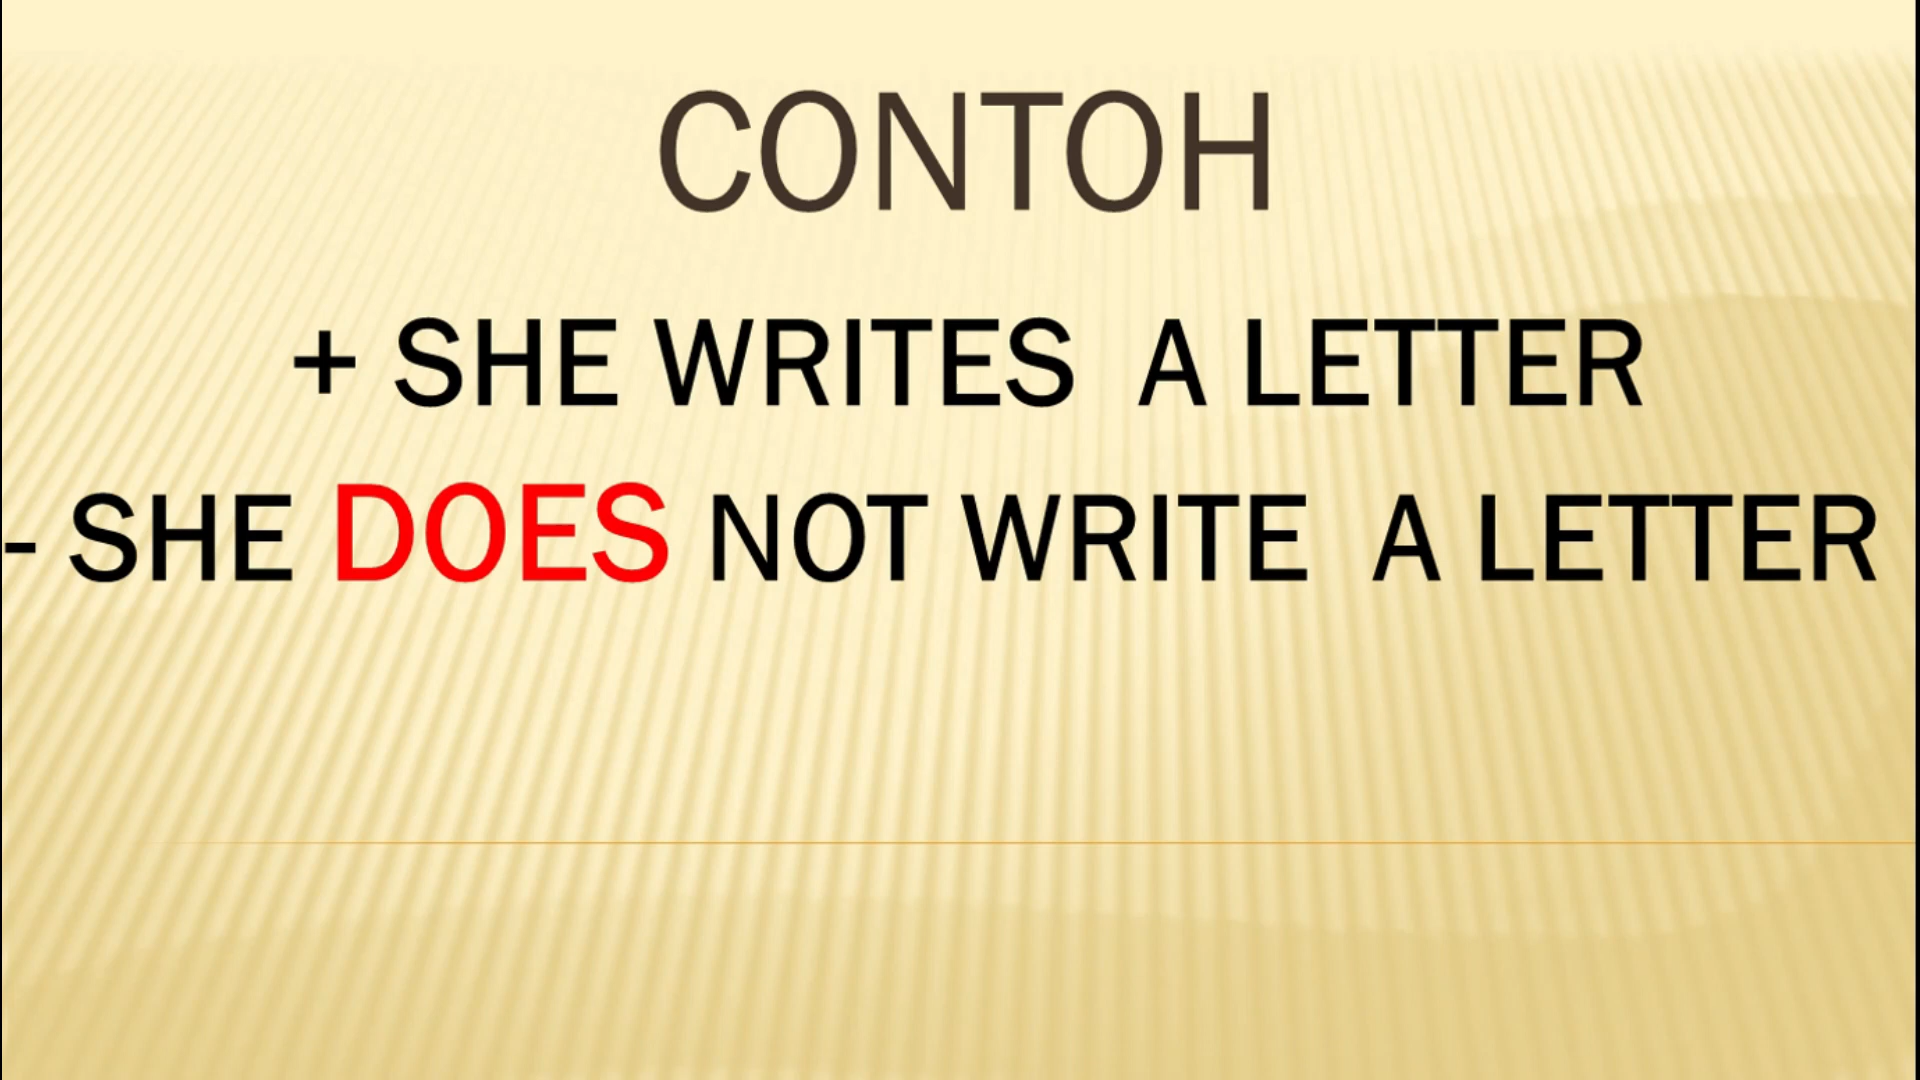 CONTOH
+ SHE WRITES A LETTER
- SHE DOES NOT WRITE A LETTER